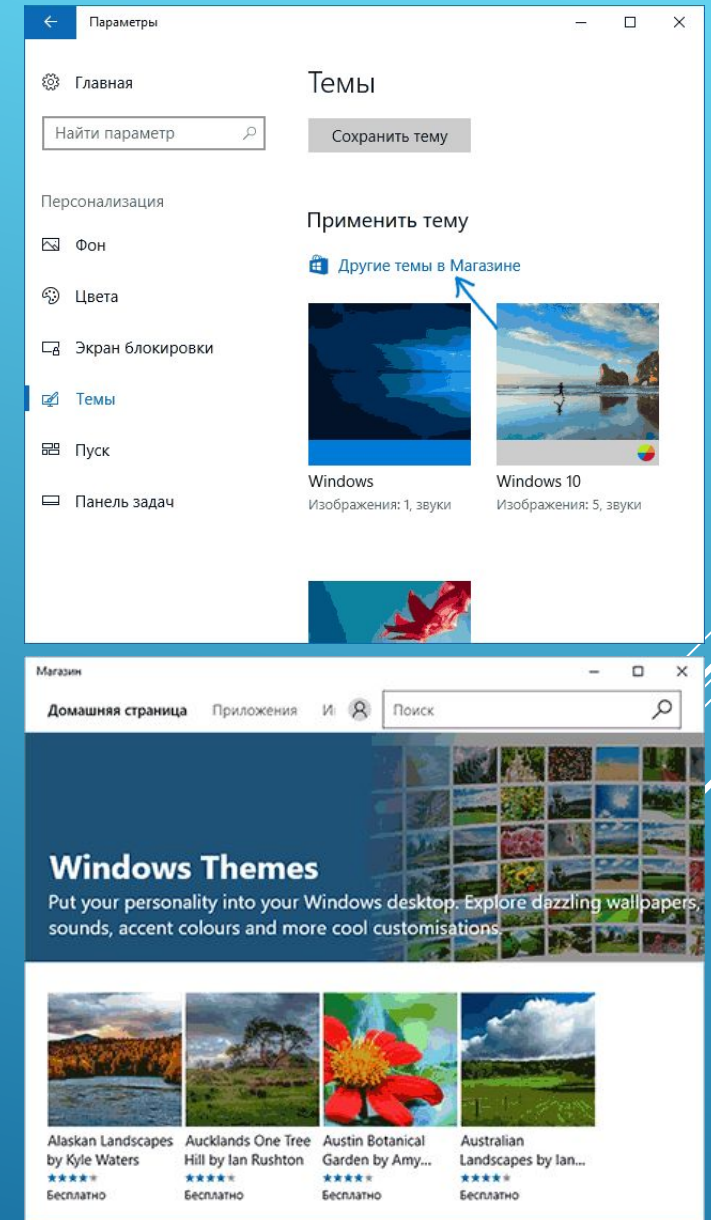 Параметры
Главная
Найти параметр
Персонализация
Фон
Цвета
Экран блокировки
Темы
Пуск
Панель задач
Темы
Сохранить тему
Применить тему
Другие темы в Магазине
Windows
Изображения: 1, звуки
Windows 10
Изображения: 5, звуки
Магазин
Домашняя страница Приложения И Поиск
Windows Themes
Put your personality into your Windows desktop. Explore dazzling wallpapers,
sounds, accent colours and more cool customisations.
Alaskan Landscapes
by Kyle Waters
Бесплатно
Aucklands One Tree
Hill by Ian Rushton
Бесплатно
Austin Botanical
Garden by Amy...
Бесплатно
Australian
Landscapes by Ian...
Бесплатно